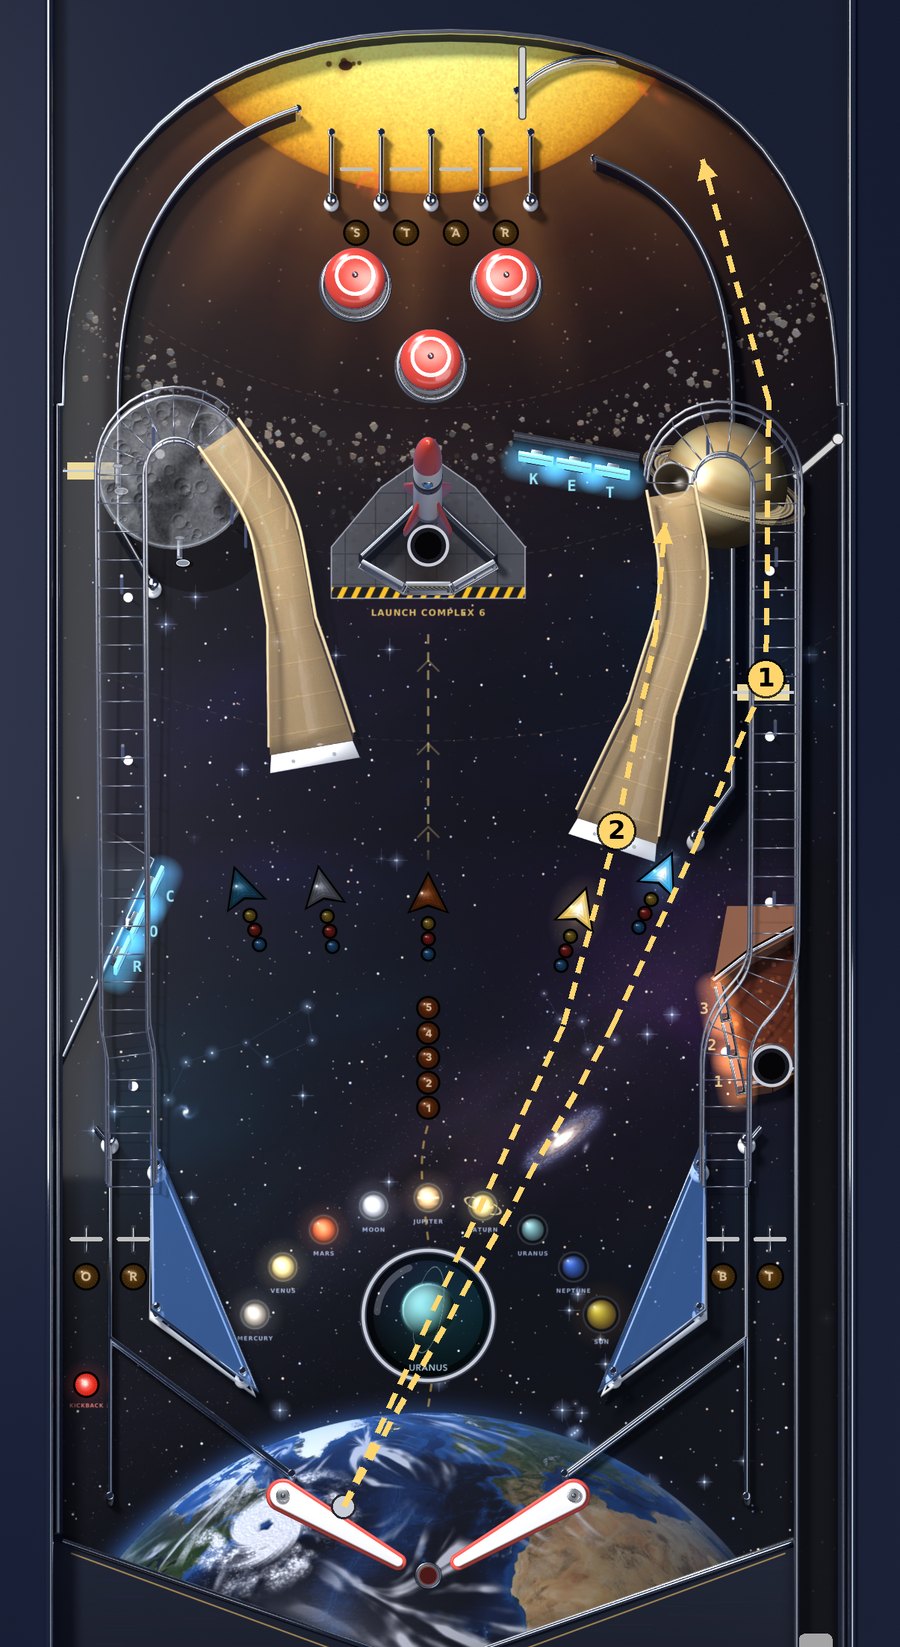 S T A R
K E T
LAUNCH COMPLEX 6
1
2
C
O
R
3
2
1
5
4
3
2
1
JUPITER
MOON
SATURN
MARS
URANUS
VENUS
NEPTUNE
MERCURY
SUN
O R
B T
URANUS
KICKBACK